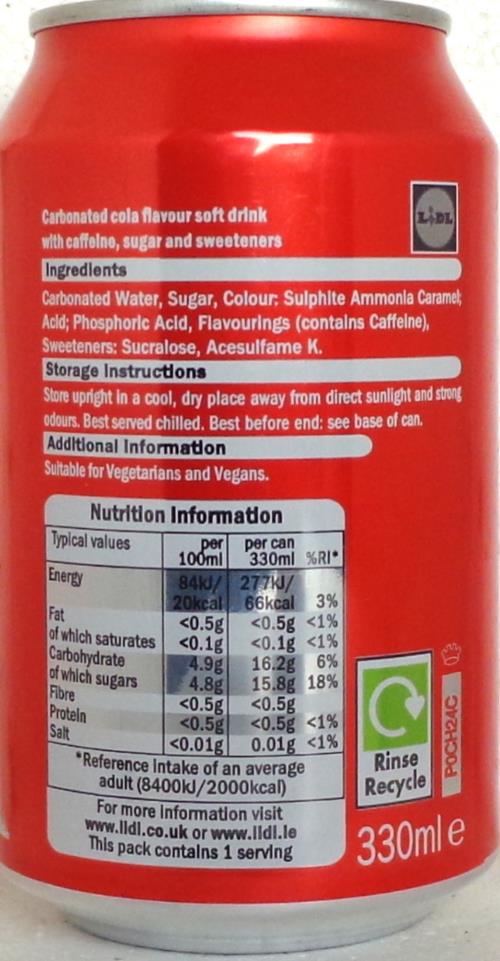 LIDL
Carbonated cola flavour soft drink
with caffeine, sugar and sweeteners
Ingredients
Carbonated Water, Sugar, Colour: Sulphite Ammonia Caramel;
Acid; Phosphoric Acid, Flavourings (contains Caffeine),
Sweeteners: Sucralose, Acesulfame K.
Storage Instructions
Store upright in a cool, dry place away from direct sunlight and strong
odours. Best served chilled. Best before end: see base of can.
Additional Information
Suitable for Vegetarians and Vegans.
Nutrition Information
Typical values per 100ml per can 330ml %RI*
Energy 84kJ/ 277kJ/
20kcal 66kcal 3%
Fat <0.5g <0.5g <1%
of which saturates <0.1g <0.1g <1%
Carbohydrate 4.9g 16.2g 6%
of which sugars 4.8g 15.8g 18%
Fibre <0.5g <0.5g
Protein <0.5g <0.5g <1%
Salt <0.01g 0.01g <1%
*Reference Intake of an average
adult (8400kJ/2000kcal)
For more information visit
www.lidl.co.uk or www.lidl.ie
This pack contains 1 serving
Rinse
Recycle
POCH24C
330ml e